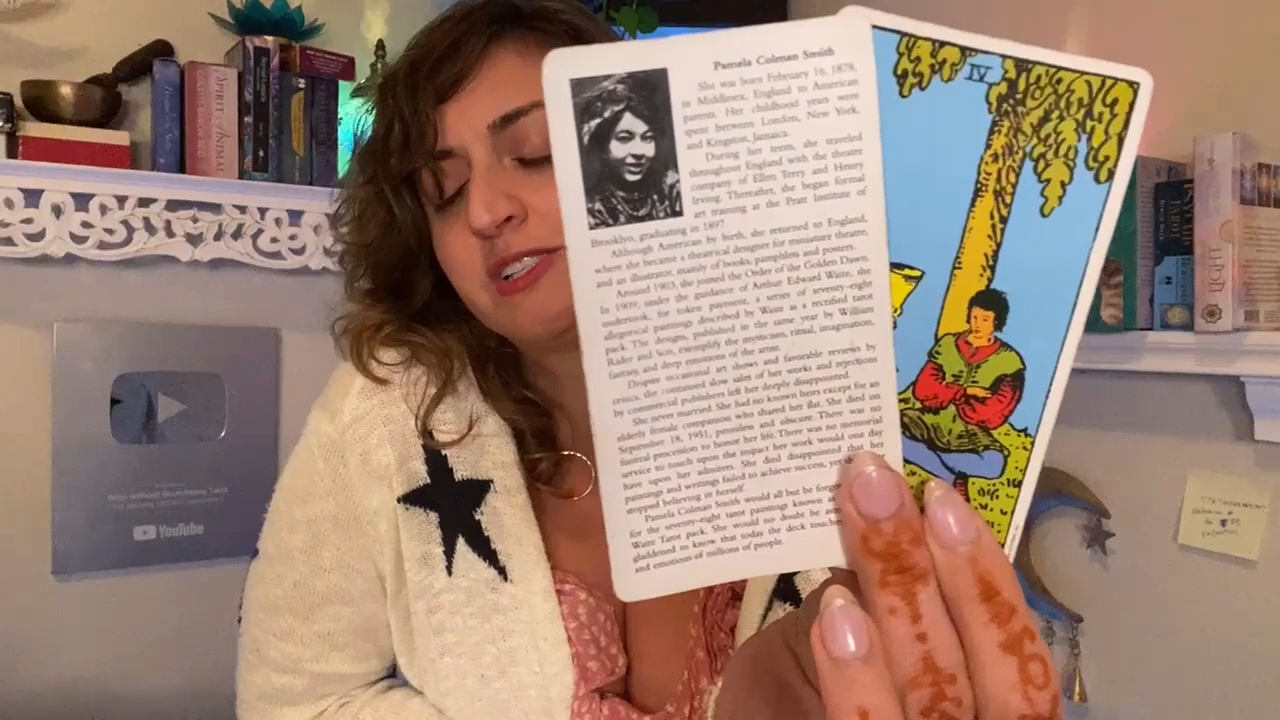 Pamela Colman Smith
She was born February 16, 1878,
in Middlesex, England to American
parents. Her childhood years were
spent between London, New York,
and Kingston, Jamaica.
During her teens, she traveled
throughout England with the theatre
company of Ellen Terry and Henry
Irving. Thereafter, she began formal
art training at the Pratt Institute of
Brooklyn, graduating in 1897.
Although American by birth, she returned to England,
where she became a theatrical designer for miniature theatre,
and an illustrator, mainly of books, pamphlets and posters.
Around 1903, she joined the Order of the Golden Dawn.
In 1909, under the guidance of Arthur Edward Waite, she
undertook, for token payment, a series of seventy-eight
allegorical paintings described by Waite as a rectified tarot
pack. The designs, published in the same year by William
Rider and Son, exemplify the mysticism, ritual, imagination,
fantasy, and deep emotions of the artist.
Despite occasional art shows and favorable reviews by
critics, the continued slow sales of her works and rejections
by commercial publishers left her deeply disappointed.
She never married. She had no known heirs except for an
elderly female companion who shared her flat. She died on
September 18, 1951, penniless and obscure. There was no
funeral procession to honor her life. There was no memorial
service to touch upon the impact her work would one day
have upon her admirers. She died disappointed that her
paintings and writings failed to achieve success, yet she
stopped believing in herself.
Pamela Colman Smith would all but be
for the seventy-eight tarot paintings known as
Waite Tarot pack. She would no doubt be
gladdened to know that today the deck
and emotions of millions of people.
IV
YouTube
SPIRIT ANIMAL
TAROT
LIGHT